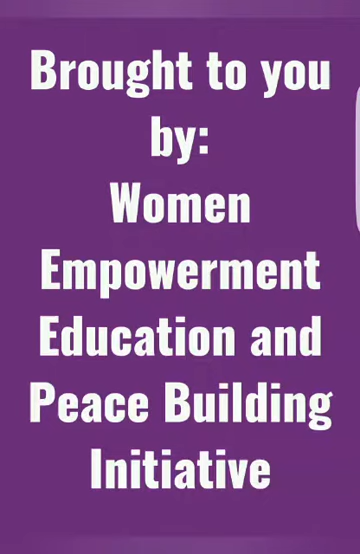 Brought to you
by:
Women
Empowerment
Education and
Peace Building
Initiative